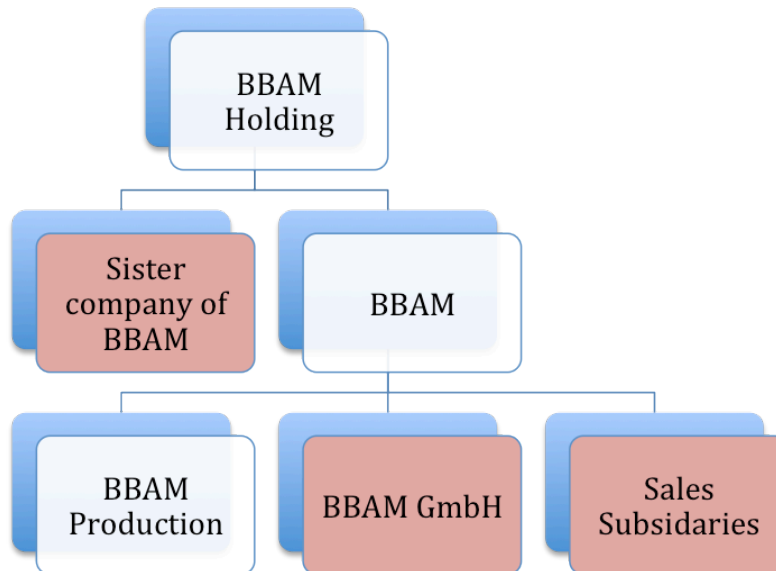 BBAM
Holding
Sister
company of
BBAM
BBAM
BBAM
Production
BBAM GmbH
Sales
Subsidaries